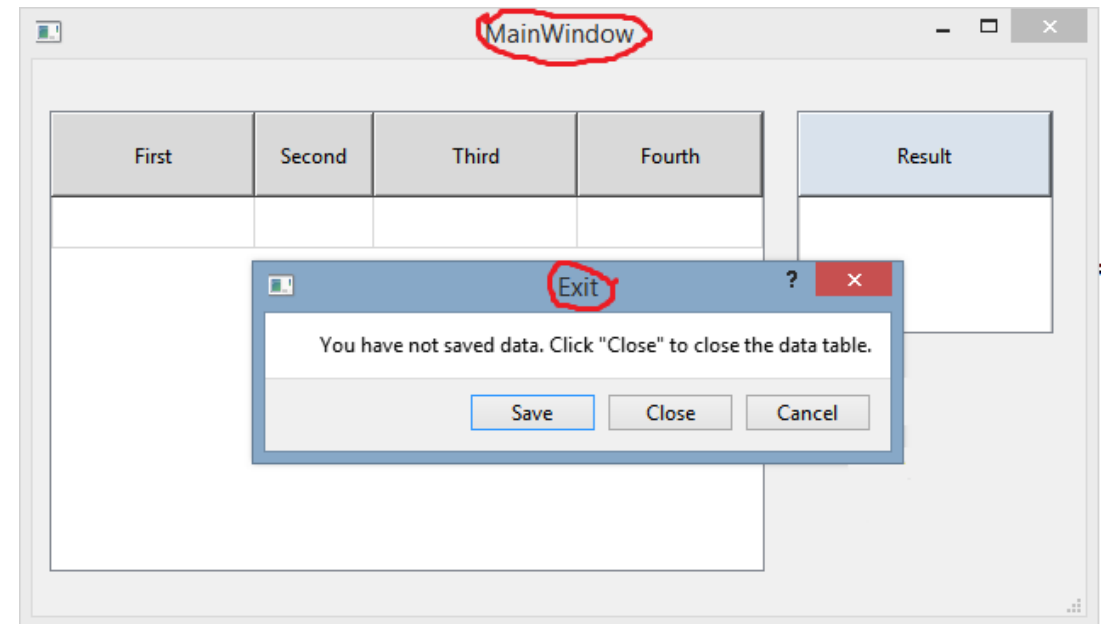 MainWindow
First Second Third Fourth Result
Exit ?
You have not saved data. Click "Close" to close the data table.
Save Close Cancel